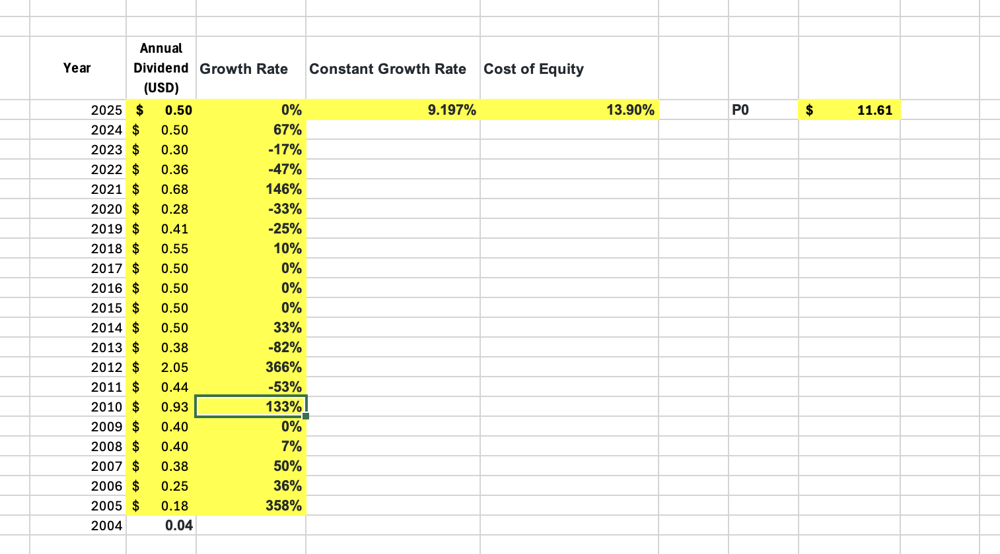 Year Annual Dividend (USD) Growth Rate Constant Growth Rate Cost of Equity
2025 $ 0.50 0% 9.197% 13.90% P0 $ 11.61
2024 $ 0.50 67%
2023 $ 0.30 -17%
2022 $ 0.36 -47%
2021 $ 0.68 146%
2020 $ 0.28 -33%
2019 $ 0.41 -25%
2018 $ 0.55 10%
2017 $ 0.50 0%
2016 $ 0.50 0%
2015 $ 0.50 0%
2014 $ 0.50 33%
2013 $ 0.38 -82%
2012 $ 2.05 366%
2011 $ 0.44 -53%
2010 $ 0.93 133%
2009 $ 0.40 0%
2008 $ 0.40 7%
2007 $ 0.38 50%
2006 $ 0.25 36%
2005 $ 0.18 358%
2004 0.04